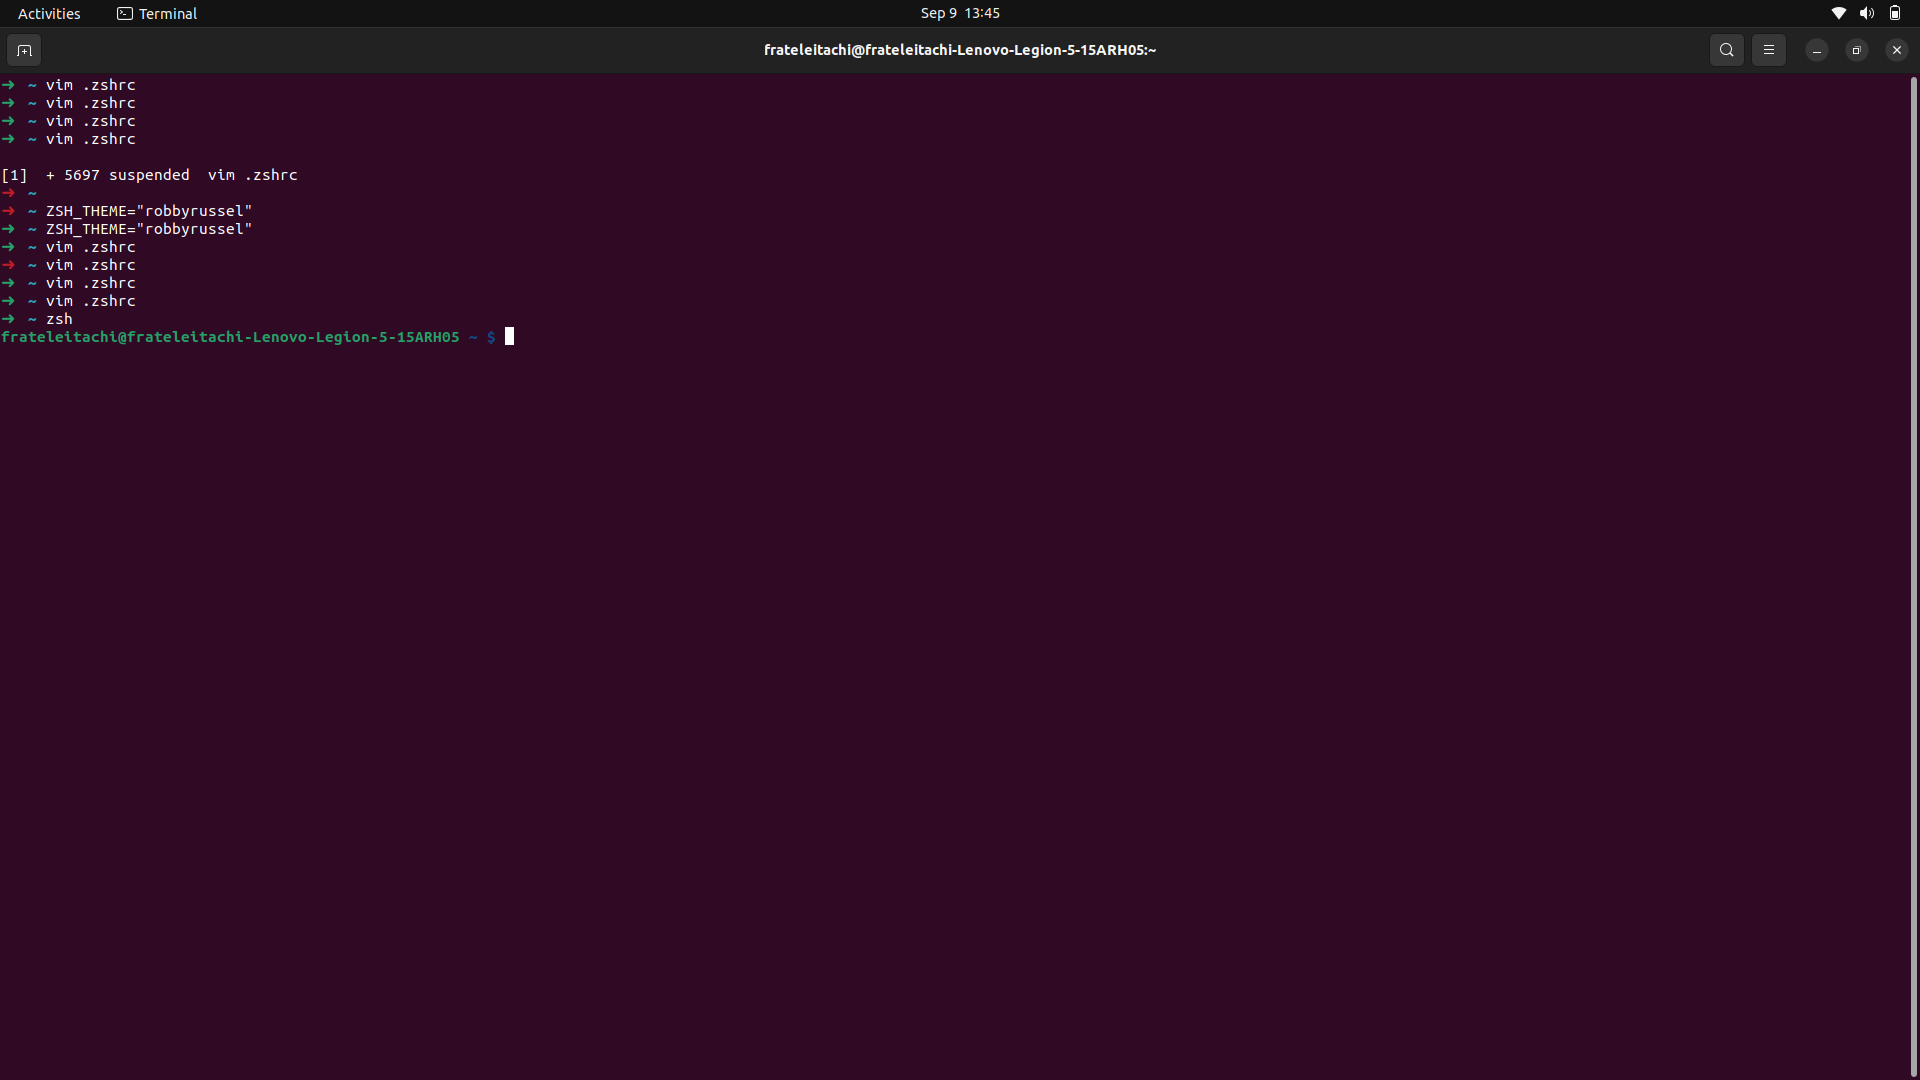 Activities Terminal Sep 9 13:45
frateleitachi@frateleitachi-Lenovo-Legion-5-15ARH05:~
➜ ~ vim .zshrc
➜ ~ vim .zshrc
➜ ~ vim .zshrc
➜ ~ vim .zshrc
[1] + 5697 suspended vim .zshrc
➜ ~
➜ ~ ZSH_THEME="robbyrussel"
➜ ~ ZSH_THEME="robbyrussel"
➜ ~ vim .zshrc
➜ ~ vim .zshrc
➜ ~ vim .zshrc
➜ ~ vim .zshrc
➜ ~ zsh
frateleitachi@frateleitachi-Lenovo-Legion-5-15ARH05 ~ $